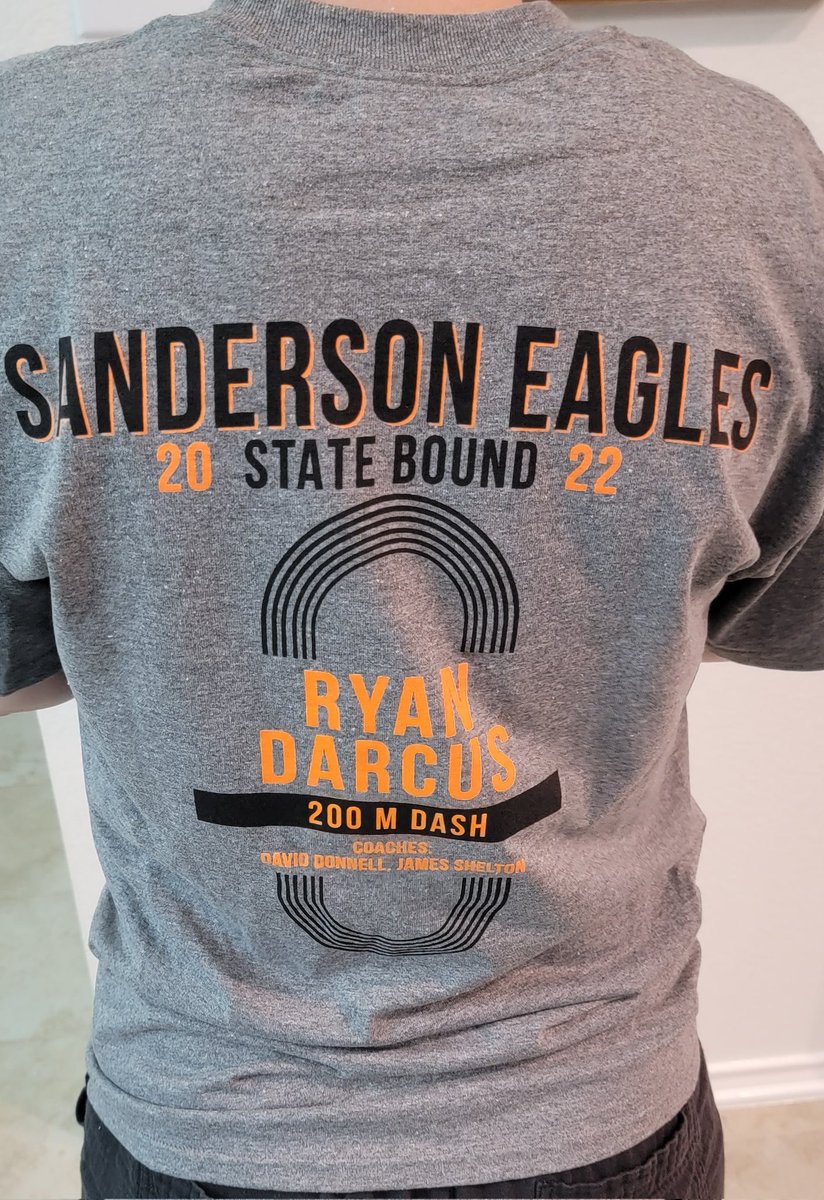 SANDERSON EAGLES
20 STATE BOUND 22
RYAN
DARCUS
200 M DASH
COACHES:
DAVID DONNELL, JAMES SHELTON